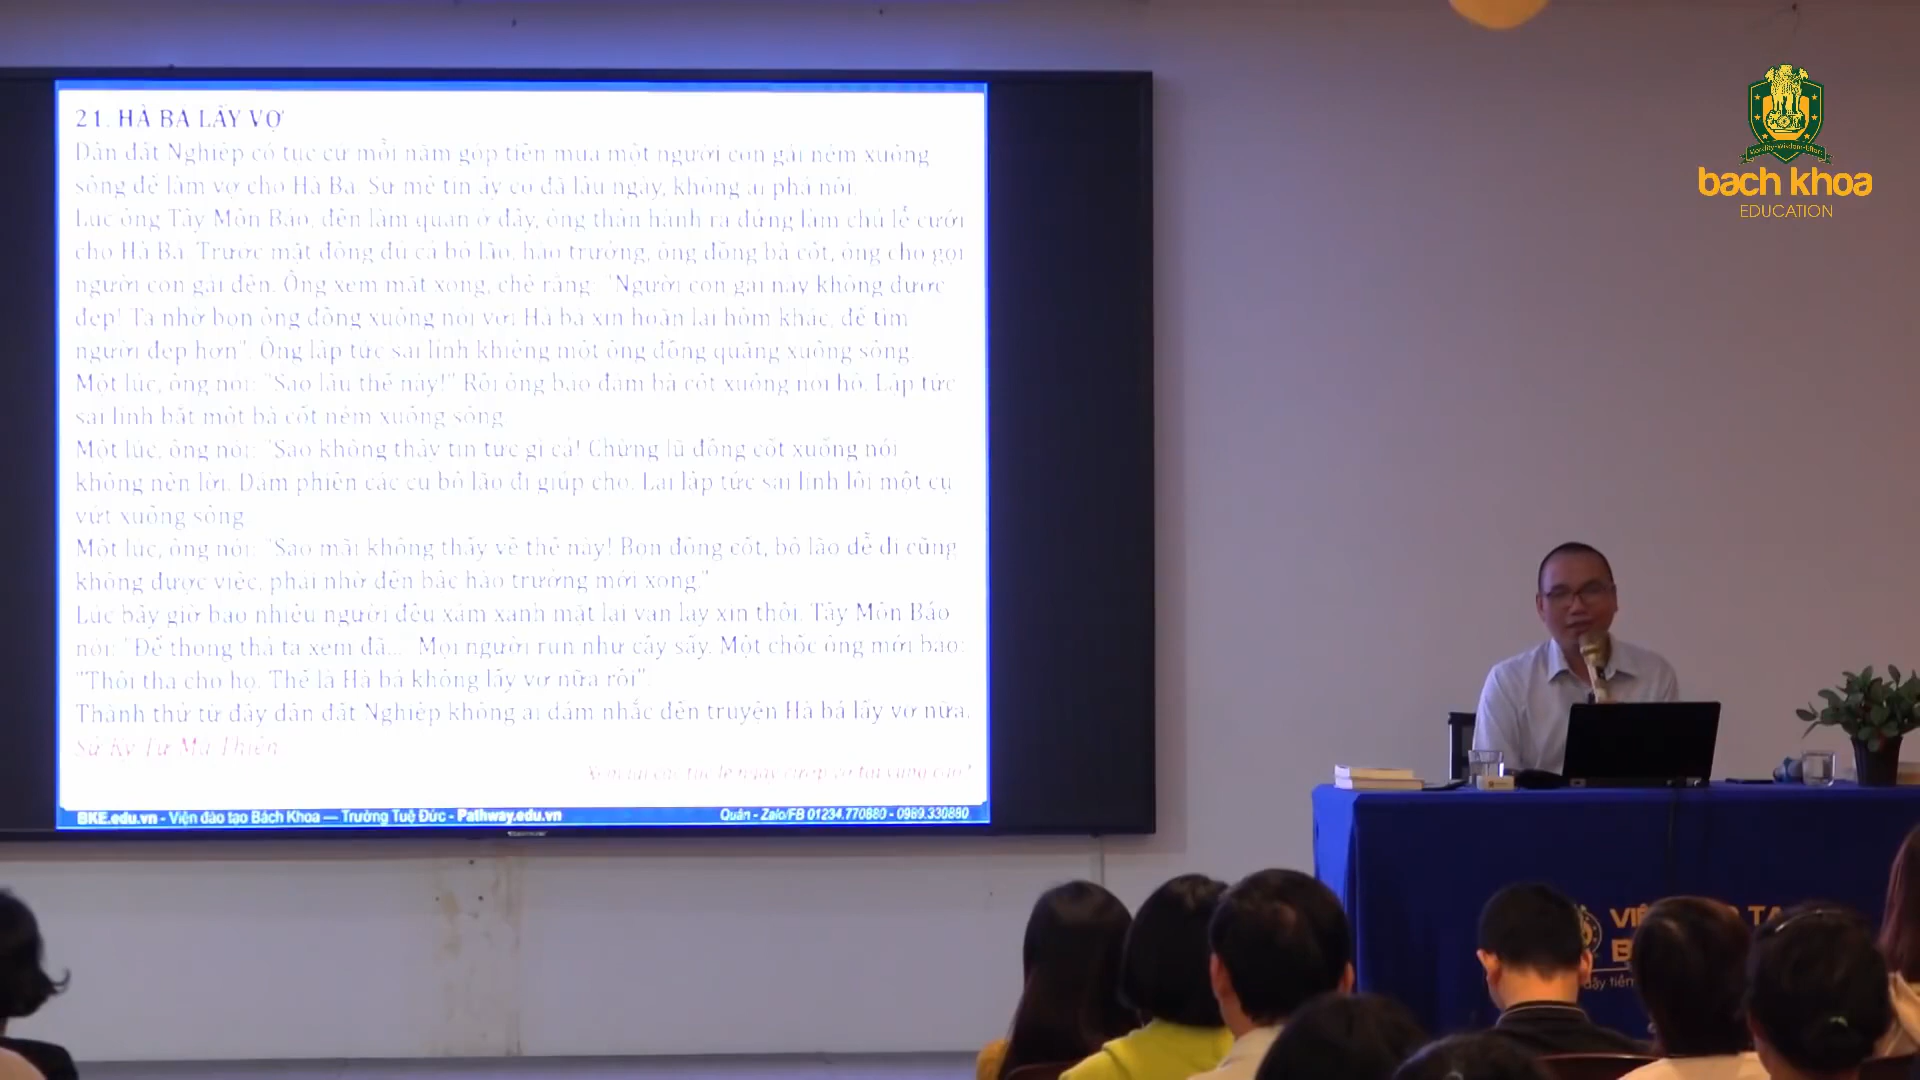 21. HÀ BÁ LẤY VỢ
Dân đất Nghiệp có tục cứ mỗi năm góp tiền mua một người con gái ném xuống
sông để làm vợ cho Hà Bá. Sự mê tín ấy có đã lâu ngày, không ai phá nổi.
Lúc ông Tây Môn Báo, đến làm quan ở đấy, ông thân hành ra đứng làm chủ lễ cưới
cho Hà Bá. Trước mặt đông đủ cả bô lão, hào trưởng, ông đồng bà cốt, ông cho gọi
người con gái đến. Ông xem mặt xong, chê rằng: "Người con gái này không được
đẹp! Ta nhờ bọn ông đồng xuống nói với Hà bá xin hoãn lại hôm khác, để tìm
người đẹp hơn". Ông lập tức sai lính khiêng một ông đồng quăng xuống sông.
Một lúc, ông nói: "Sao lâu thế này!" Rồi ông bảo đám bà cốt xuống nói hộ. Lập tức
sai lính bắt một bà cốt ném xuống sông
Một lúc, ông nói: "Sao không thấy tin tức gì cả! Chừng lũ đồng cốt xuống nói
không nên lời. Dám phiền các cụ bô lão đi giúp cho. Lại lập tức sai lính lôi một cụ
vứt xuống sông
Một lúc, ông nói: "Sao mãi không thấy về thế này! Bọn đồng cốt, bô lão để đi cũng
không được việc, phải nhờ đến bậc hào trưởng mới xong."
Lúc bấy giờ bao nhiêu người đều xám xanh mặt lại van lạy xin thôi. Tây Môn Báo
nói: "Để thong thả ta xem đã..." Mọi người run như cầy sấy. Một chốc ông mới bảo:
"Thôi tha cho họ. Thế là Hà bá không lấy vợ nữa rồi".
Thành thử từ đấy dân đất Nghiệp không ai dám nhắc đến truyện Hà bá lấy vợ nữa.
Sử Ký Tư Mã Thiên
BKE.edu.vn - Viện đào tạo Bách Khoa — Trường Tuệ Đức - Pathway.edu.vn
Quân - Zalo/FB 01234.770880 - 0989.330880
bach khoa
EDUCATION